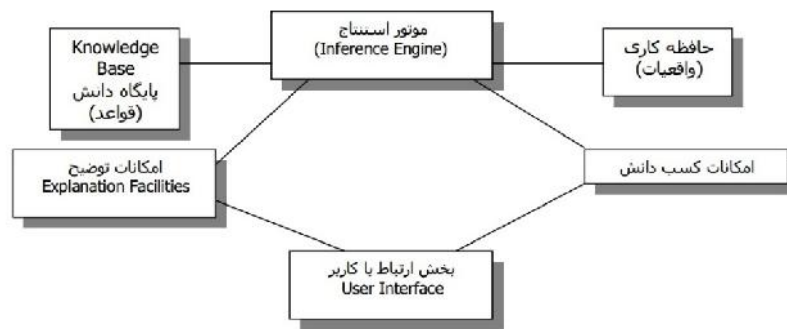 موتور استنتاج
(Inference Engine)
Knowledge
Base
پایگاه دانش
(قواعد)
حافظه کاری
(واقعیات)
امکانات توضیح
Explanation Facilities
امکانات کسب دانش
بخش ارتباط با کاربر
User Interface